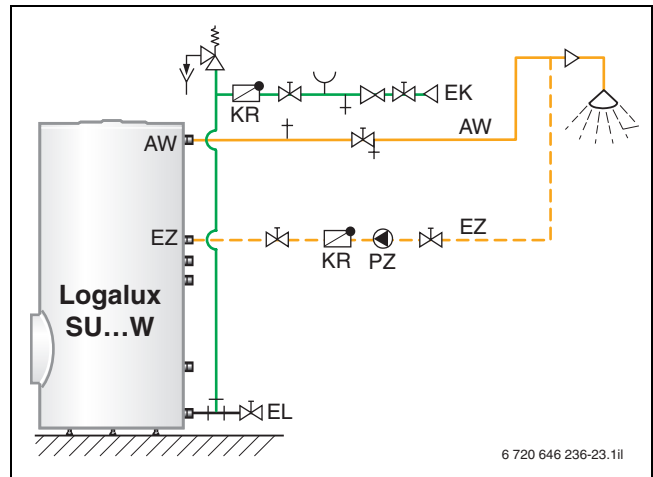 KR
EK
AW
AW
EZ
EZ
KR
PZ
Logalux
SU...W
EL
6 720 646 236-23.1il